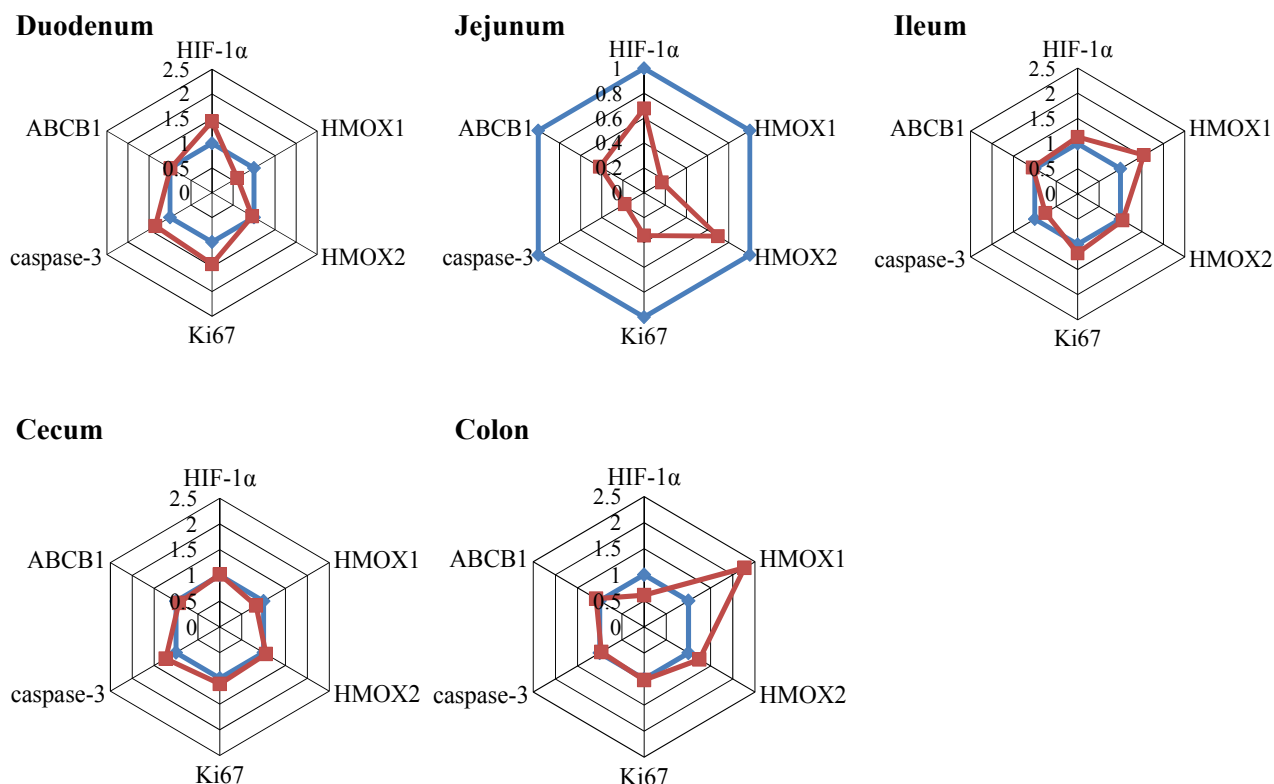 Duodenum
HIF-1α
2.5
2
1.5
1
0.5
0
HMOX1
HMOX2
Ki67
caspase-3
ABCB1
Jejunum
HIF-1α
1
0.8
0.6
0.4
0.2
0
HMOX1
HMOX2
Ki67
caspase-3
ABCB1
Ileum
HIF-1α
2.5
2
1.5
1
0.5
0
HMOX1
HMOX2
Ki67
caspase-3
ABCB1
Cecum
HIF-1α
2.5
2
1.5
1
0.5
0
HMOX1
HMOX2
Ki67
caspase-3
ABCB1
Colon
HIF-1α
2.5
2
1.5
1
0.5
0
HMOX1
HMOX2
Ki67
caspase-3
ABCB1